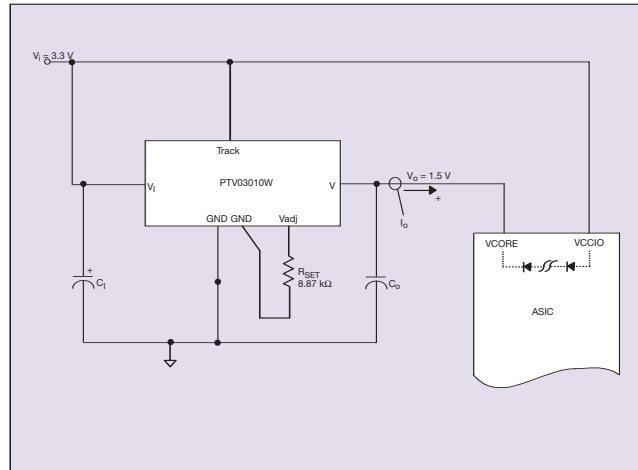 Vi = 3.3 V
Track
PTV03010W
VI
V
GND GND Vadj
Vo = 1.5 V
+
Io
RSET
8.87 kΩ
+
CI
Co
VCORE VCCIO
ASIC